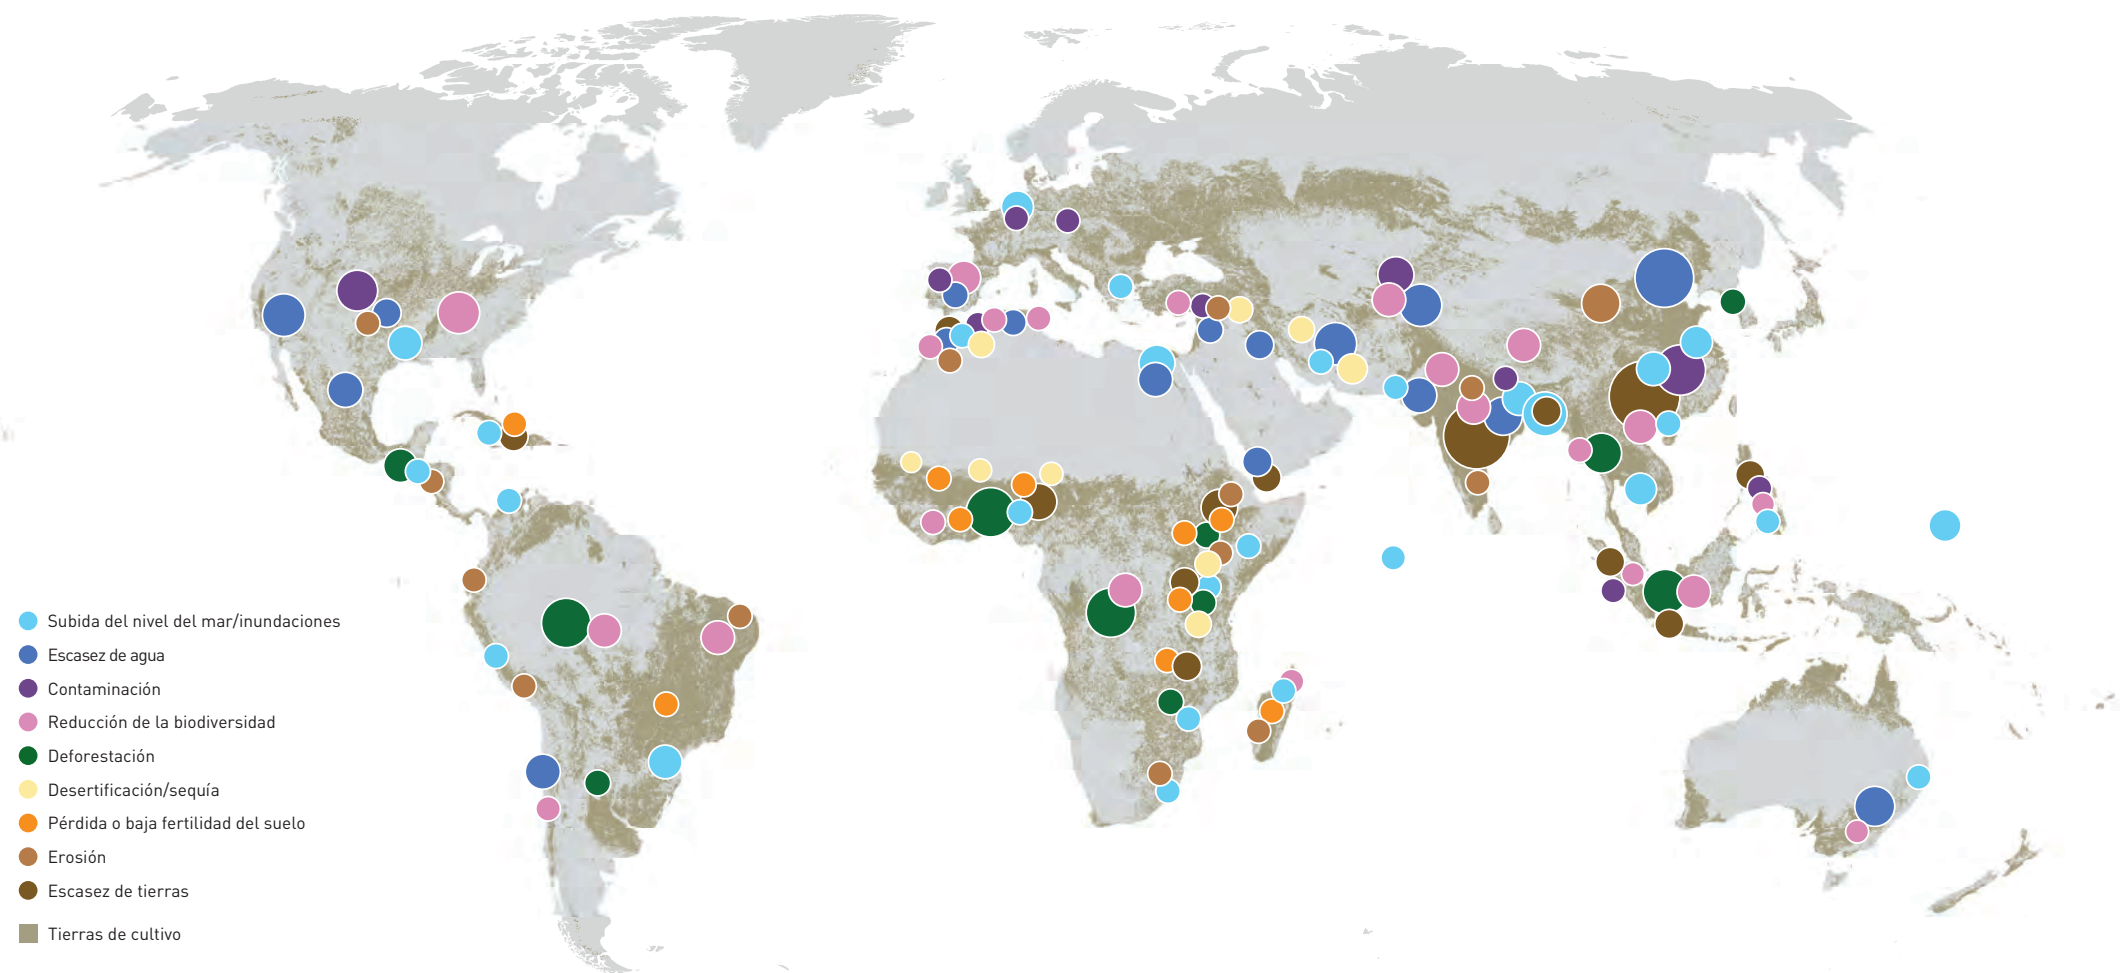 Subida del nivel del mar/inundaciones
Escasez de agua
Contaminación
Reducción de la biodiversidad
Deforestación
Desertificación/sequía
Pérdida o baja fertilidad del suelo
Erosión
Escasez de tierras
Tierras de cultivo